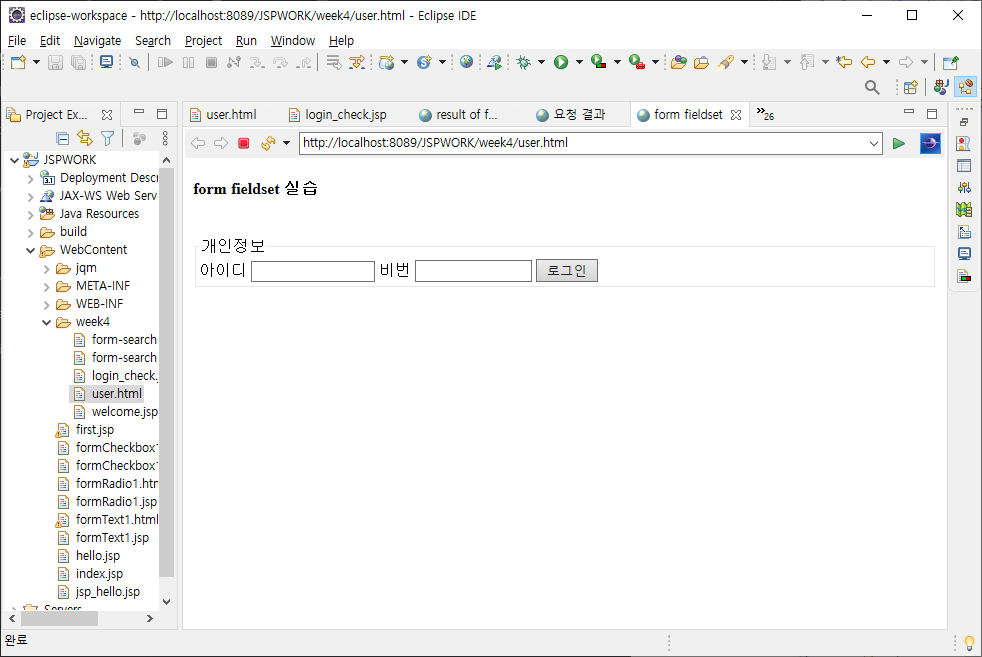 eclipse-workspace - http://localhost:8089/JSPWORK/week4/user.html - Eclipse IDE
File Edit Navigate Search Project Run Window Help
Project Ex...
JSPWORK
Deployment Descr
JAX-WS Web Serv
Java Resources
build
WebContent
jqm
META-INF
WEB-INF
week4
form-search
form-search
login_check.
user.html
welcome.jsp
first.jsp
formCheckbox1
formCheckbox1
formRadio1.htm
formRadio1.jsp
formText1.html
formText1.jsp
hello.jsp
index.jsp
jsp_hello.jsp
Servers
user.html login_check.jsp result of f... 요청 결과 form fieldset »26
http://localhost:8089/JSPWORK/week4/user.html
form fieldset 실습
개인정보
아이디 비번 로그인
완료